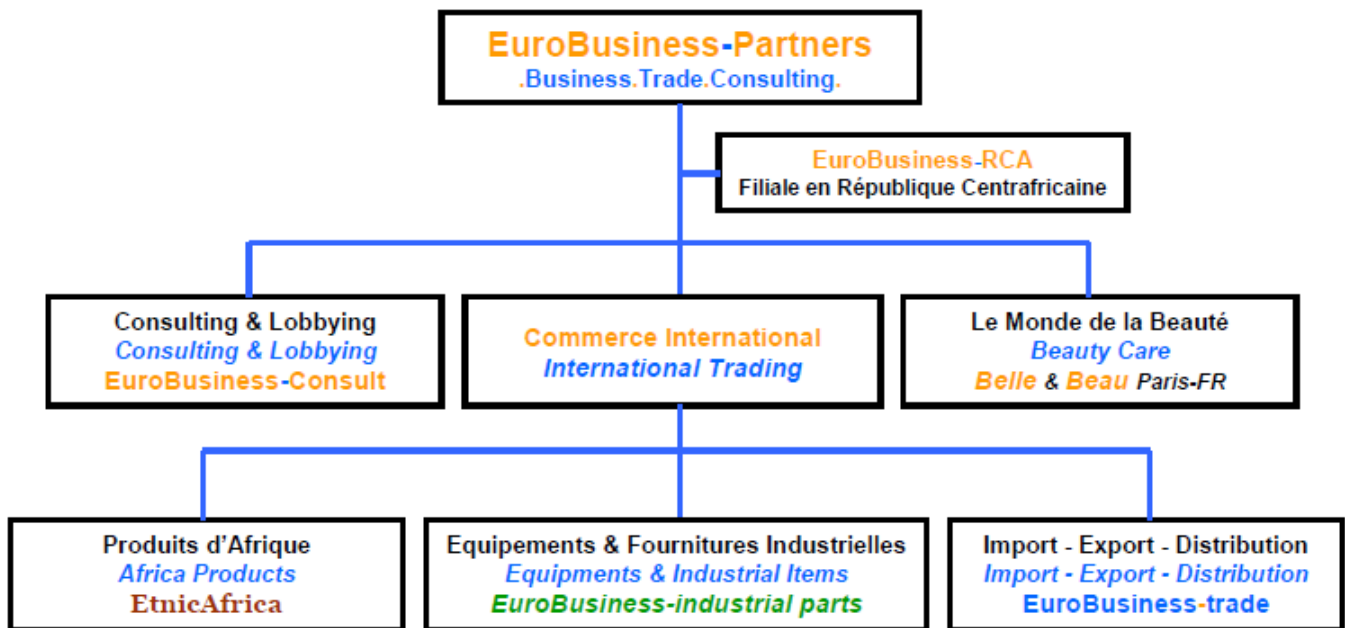 EuroBusiness-Partners
.Business.Trade.Consulting.
EuroBusiness-RCA
Filiale en République Centrafricaine
Consulting & Lobbying
Consulting & Lobbying
EuroBusiness-Consult
Commerce International
International Trading
Le Monde de la Beauté
Beauty Care
Belle & Beau Paris-FR
Produits d'Afrique
Africa Products
EtnicAfrica
Equipements & Fournitures Industrielles
Equipments & Industrial Items
EuroBusiness-industrial parts
Import - Export - Distribution
Import - Export - Distribution
EuroBusiness-trade